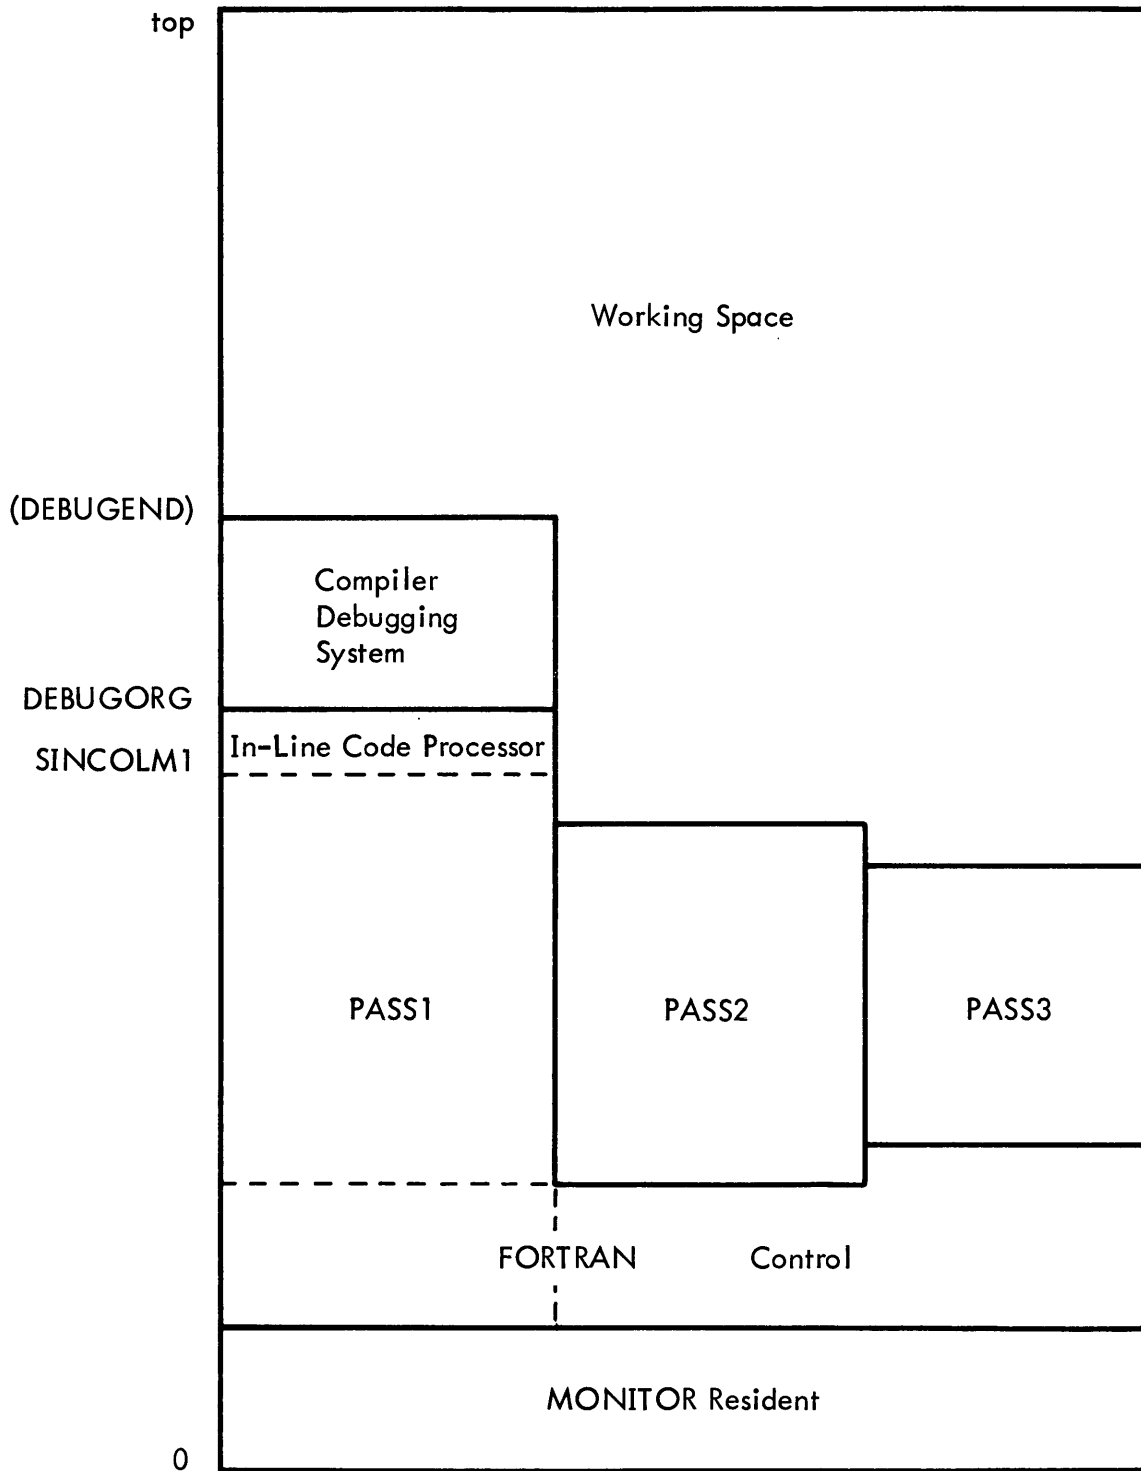 top
Working Space
(DEBUGEND)
Compiler
Debugging
System
DEBUGORG
In-Line Code Processor
SINCOLM1
PASS1
PASS2
PASS3
FORTRAN Control
MONITOR Resident
0